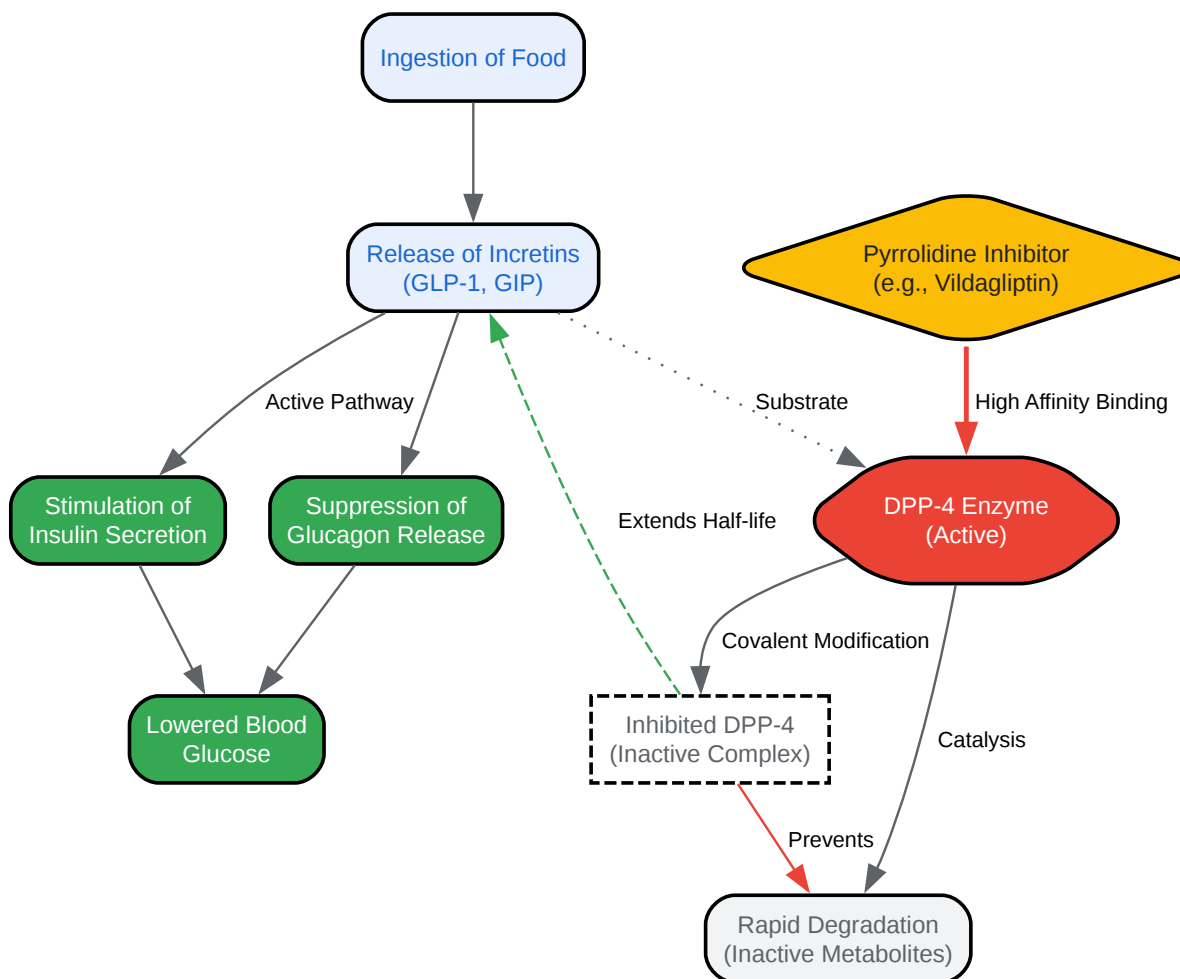 Ingestion of Food
Release of Incretins
(GLP-1, GIP)
Pyrrolidine Inhibitor
(e.g., Vildagliptin)
Active Pathway
Substrate
High Affinity Binding
Stimulation of
Insulin Secretion
Suppression of
Glucagon Release
Extends Half-life
DPP-4 Enzyme
(Active)
Covalent Modification
Lowered Blood
Glucose
Inhibited DPP-4
(Inactive Complex)
Catalysis
Prevents
Rapid Degradation
(Inactive Metabolites)